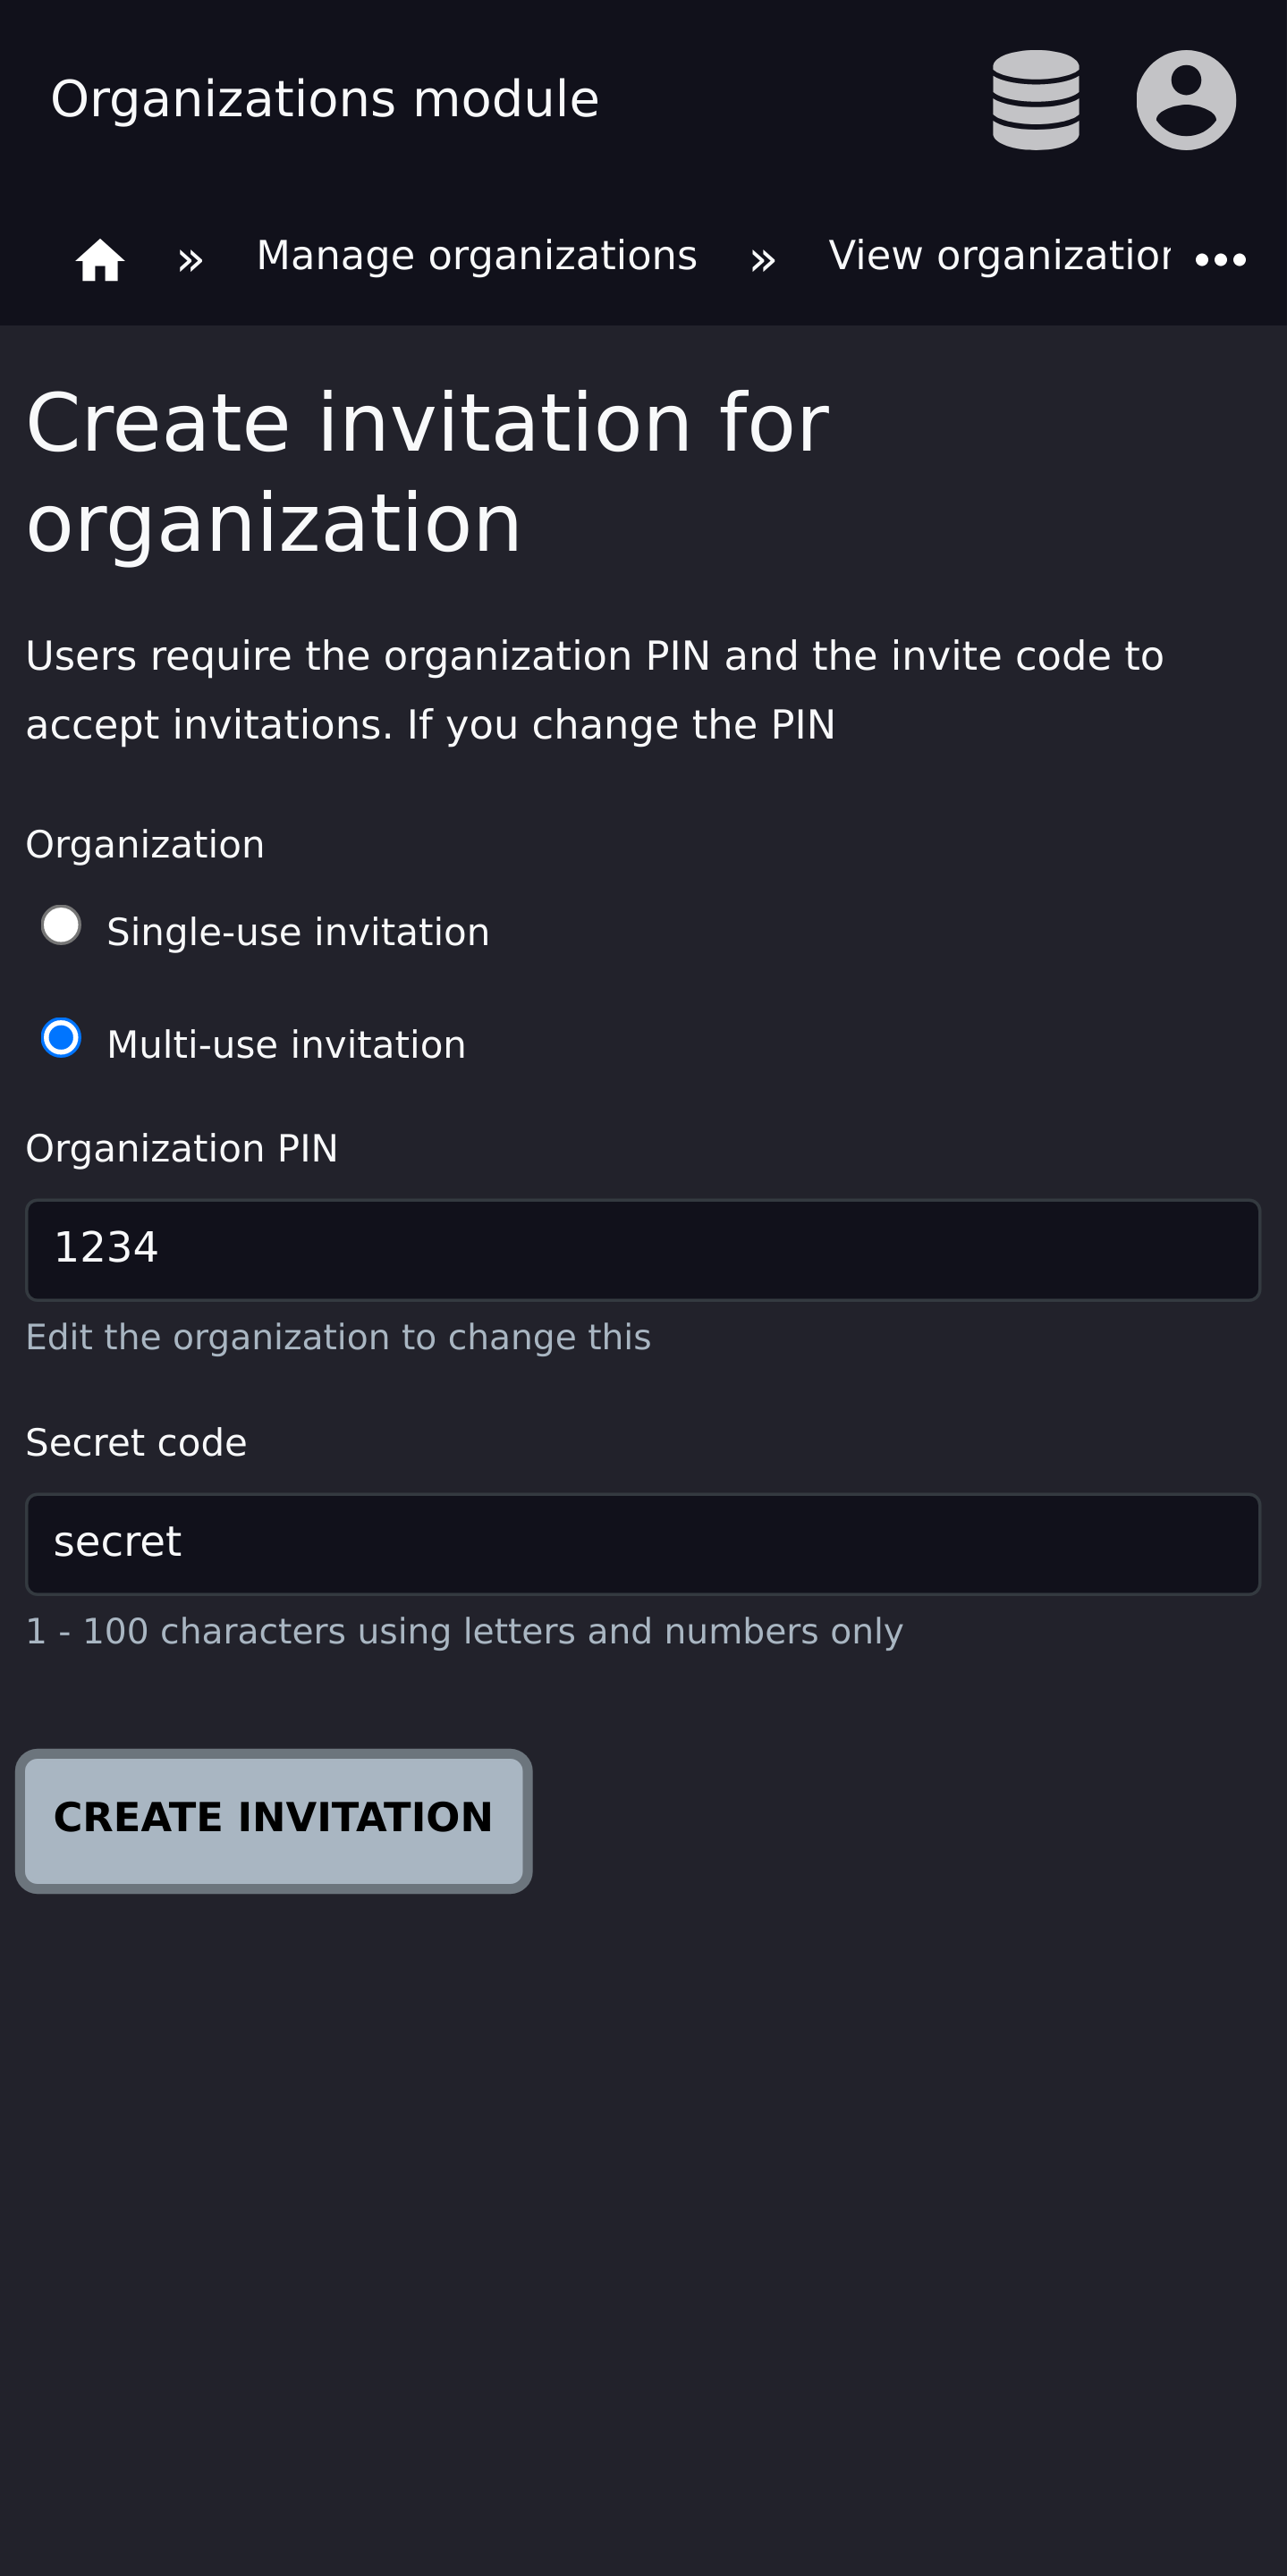 Organizations module
» Manage organizations » View organization
Create invitation for
organization
Users require the organization PIN and the invite code to
accept invitations. If you change the PIN
Organization
Single-use invitation
Multi-use invitation
Organization PIN
1234
Edit the organization to change this
Secret code
secret
1 - 100 characters using letters and numbers only
CREATE INVITATION